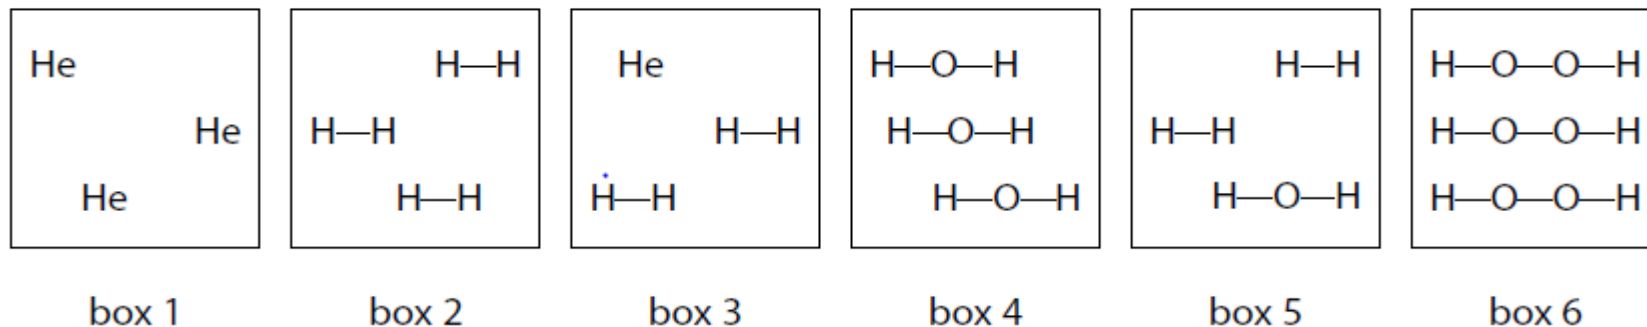 He
He
He
box 1
H—H
H—H
H—H
box 2
He
H—H
H—H
box 3
H—O—H
H—O—H
H—O—H
box 4
H—H
H—H
H—O—H
box 5
H—O—O—H
H—O—O—H
H—O—O—H
box 6